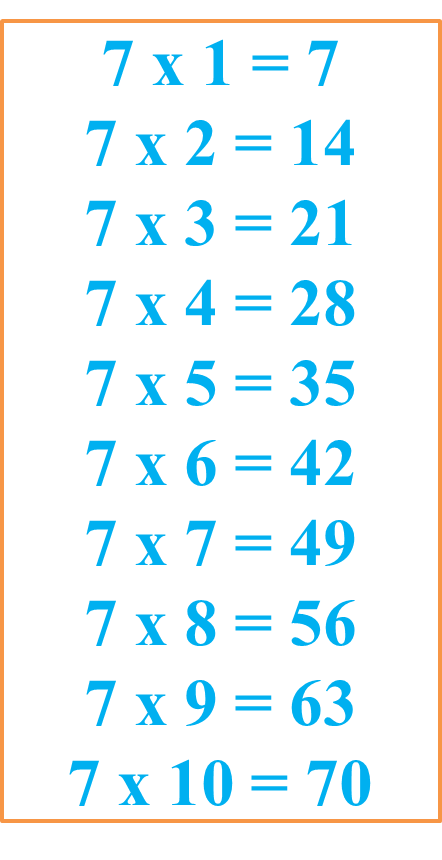 7 x 1 = 7
7 x 2 = 14
7 x 3 = 21
7 x 4 = 28
7 x 5 = 35
7 x 6 = 42
7 x 7 = 49
7 x 8 = 56
7 x 9 = 63
7 x 10 = 70